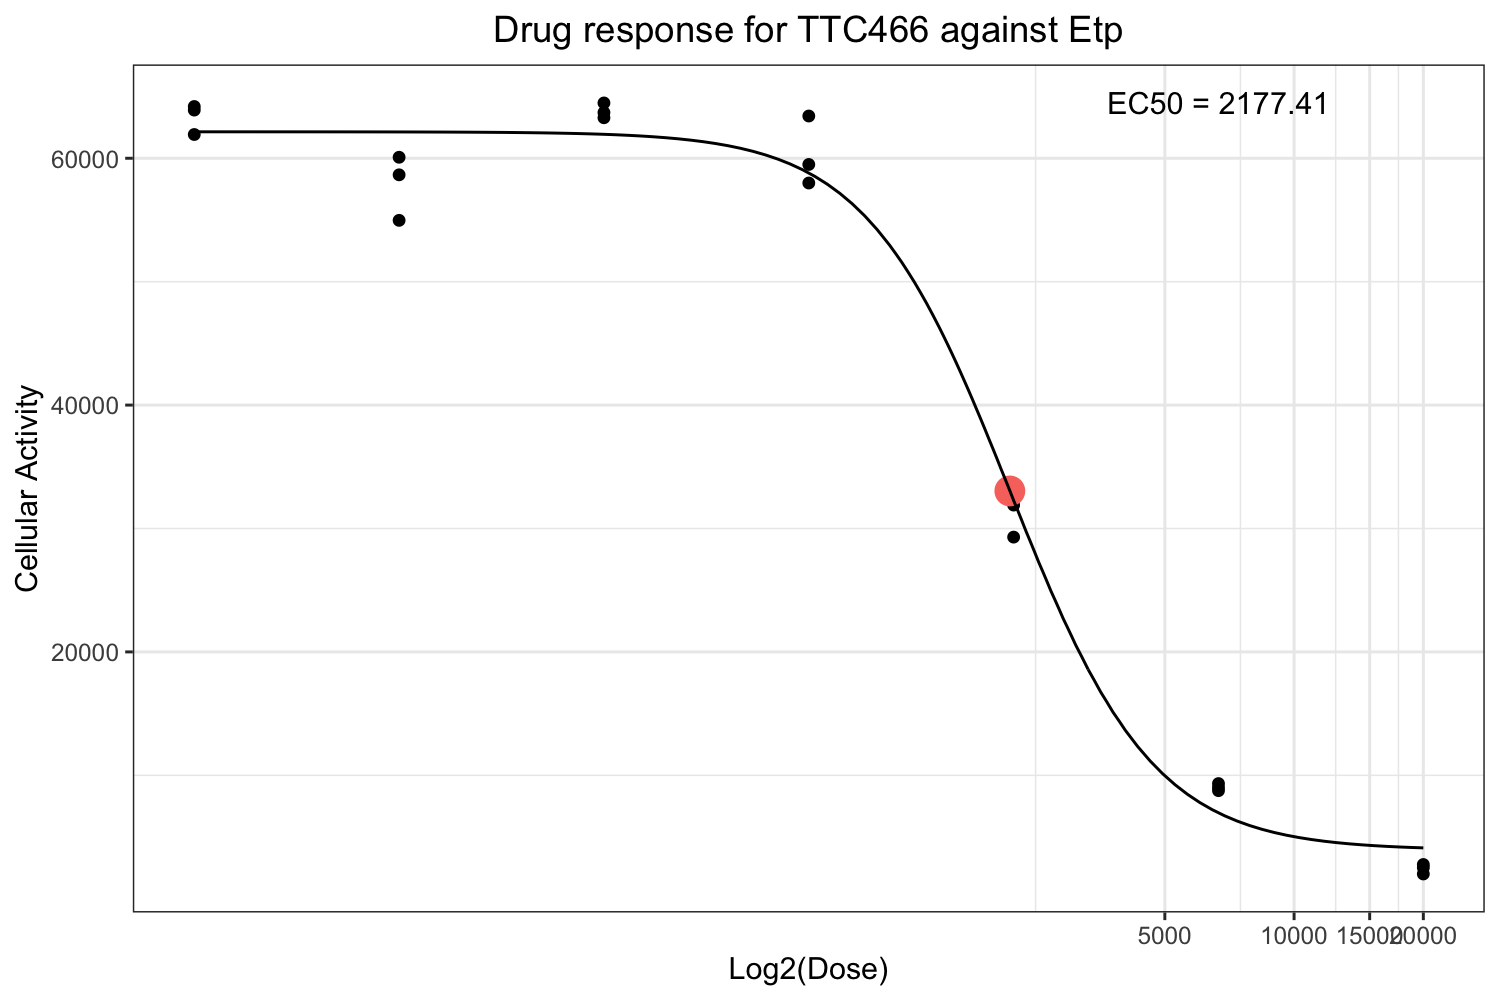 Drug response for TTC466 against Etp
EC50 = 2177.41
60000
40000
20000
Cellular Activity
5000 10000 15000 20000
Log2(Dose)